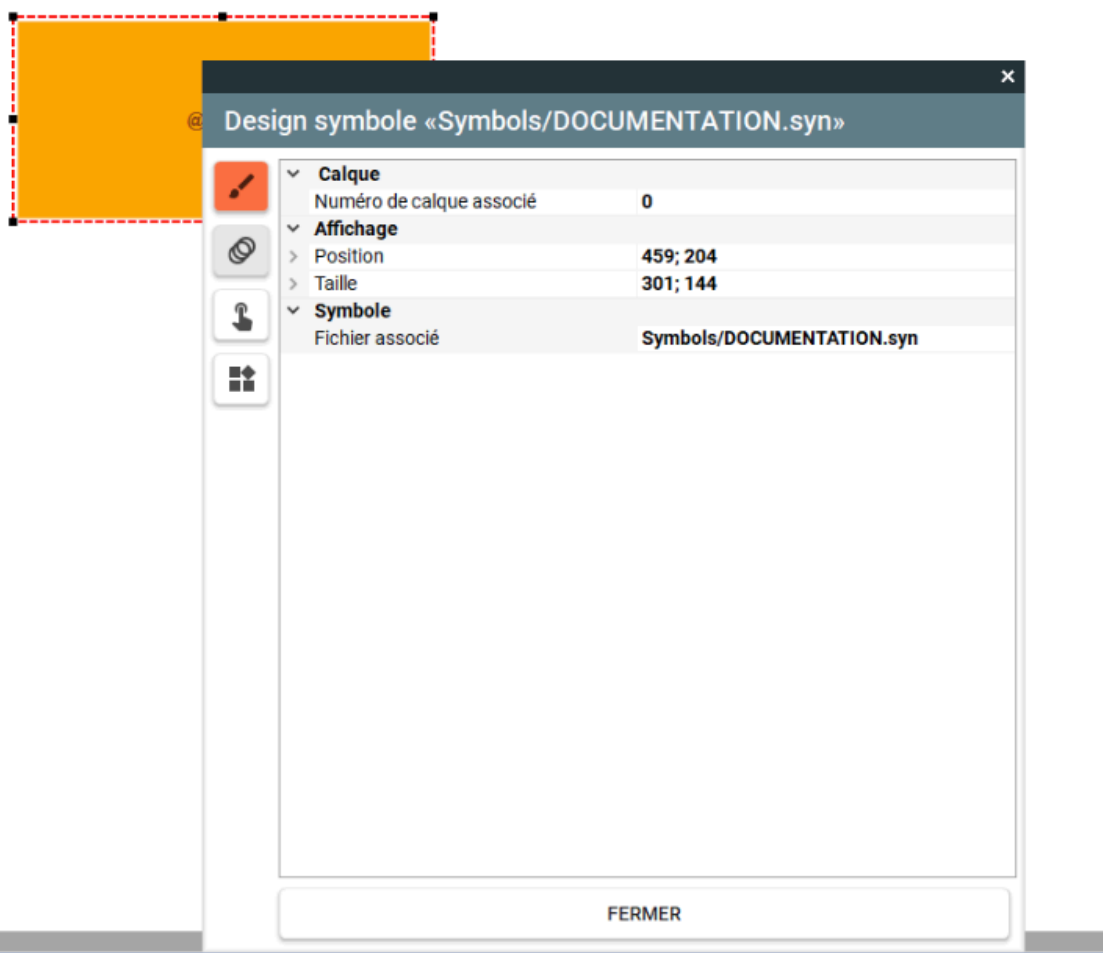 @
Design symbole «Symbols/DOCUMENTATION.syn»
Calque
Numéro de calque associé 0
Affichage
Position 459; 204
Taille 301; 144
Symbole
Fichier associé Symbols/DOCUMENTATION.syn
FERMER